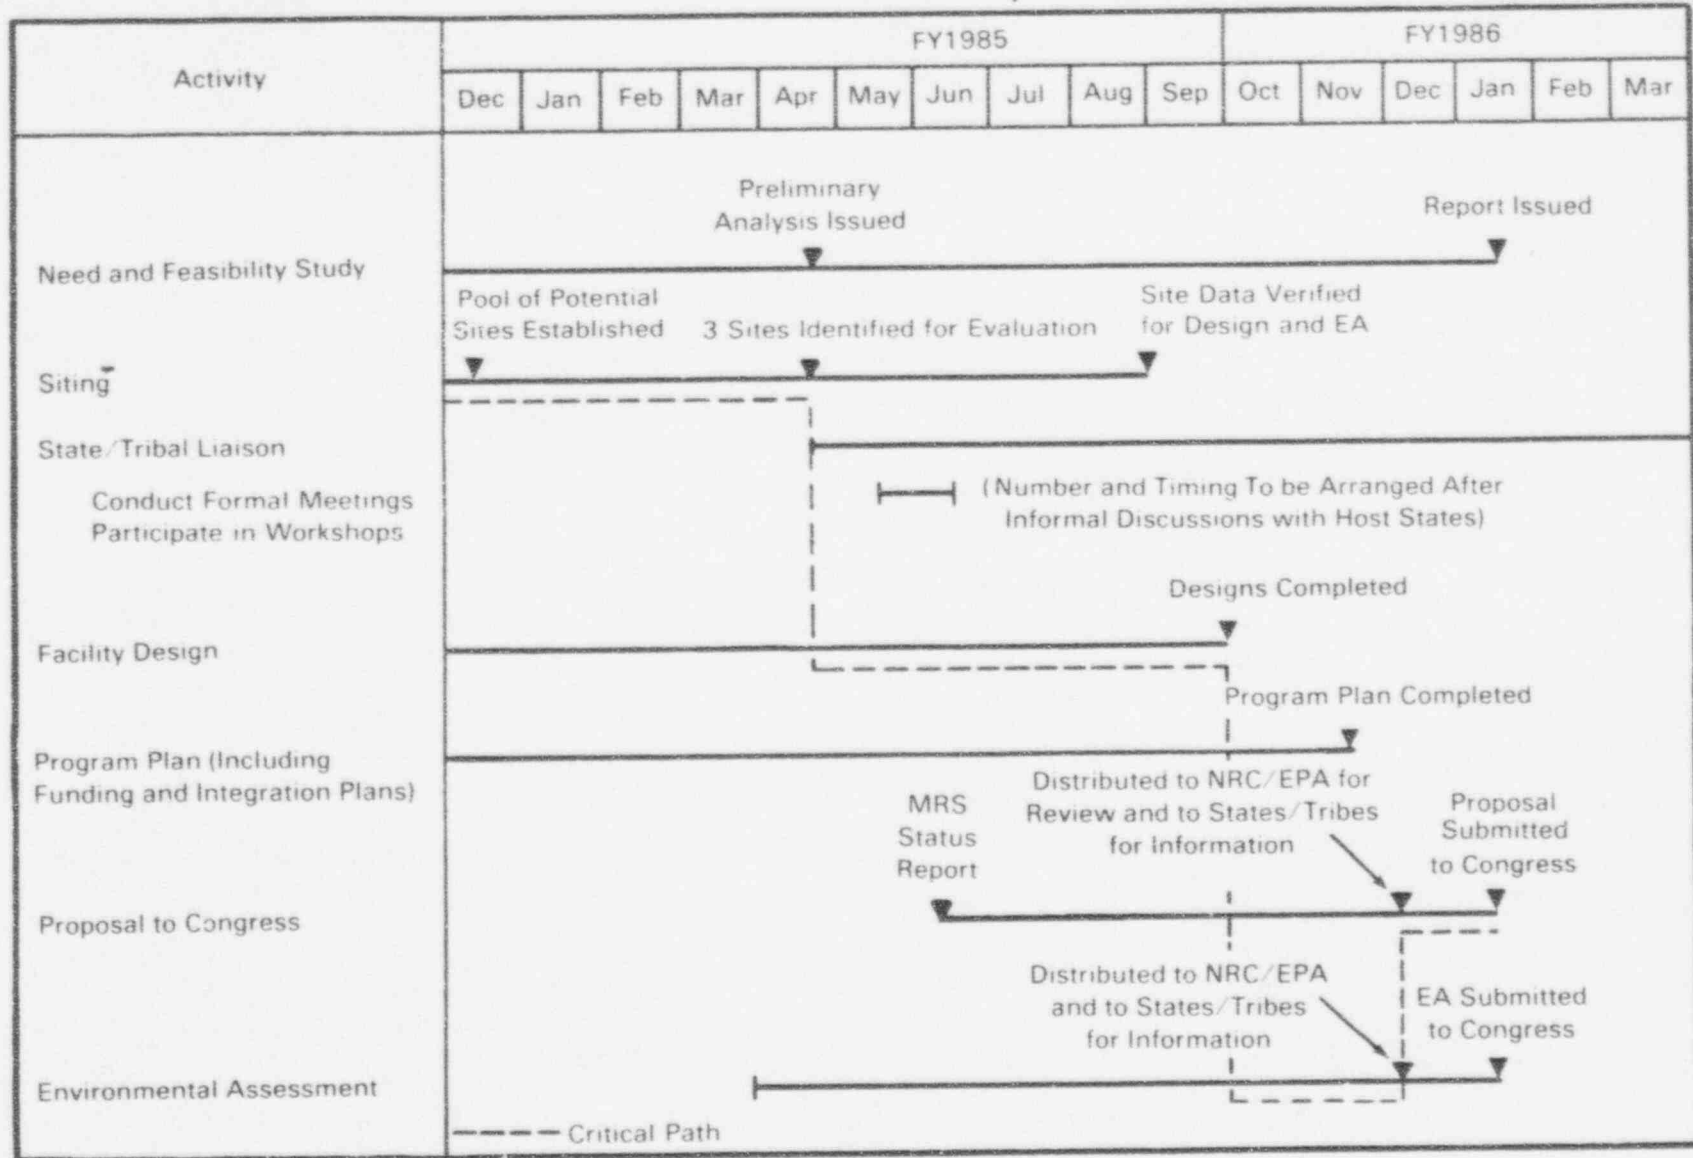 FY1985
FY1986
Activity
Dec Jan Feb Mar Apr May Jun Jul Aug Sep Oct Nov Dec Jan Feb Mar
Preliminary
Analysis Issued
Report Issued
Need and Feasibility Study
Pool of Potential
Sites Established
3 Sites Identified for Evaluation
Site Data Verified
for Design and EA
Siting
State/Tribal Liaison
Conduct Formal Meetings
Participate in Workshops
(Number and Timing To be Arranged After
Informal Discussions with Host States)
Designs Completed
Facility Design
Program Plan Completed
Program Plan (Including
Funding and Integration Plans)
MRS
Status
Report
Distributed to NRC/EPA for
Review and to States/Tribes
for Information
Proposal
Submitted
to Congress
Proposal to Congress
Distributed to NRC/EPA
and to States/Tribes
for Information
EA Submitted
to Congress
Environmental Assessment
Critical Path